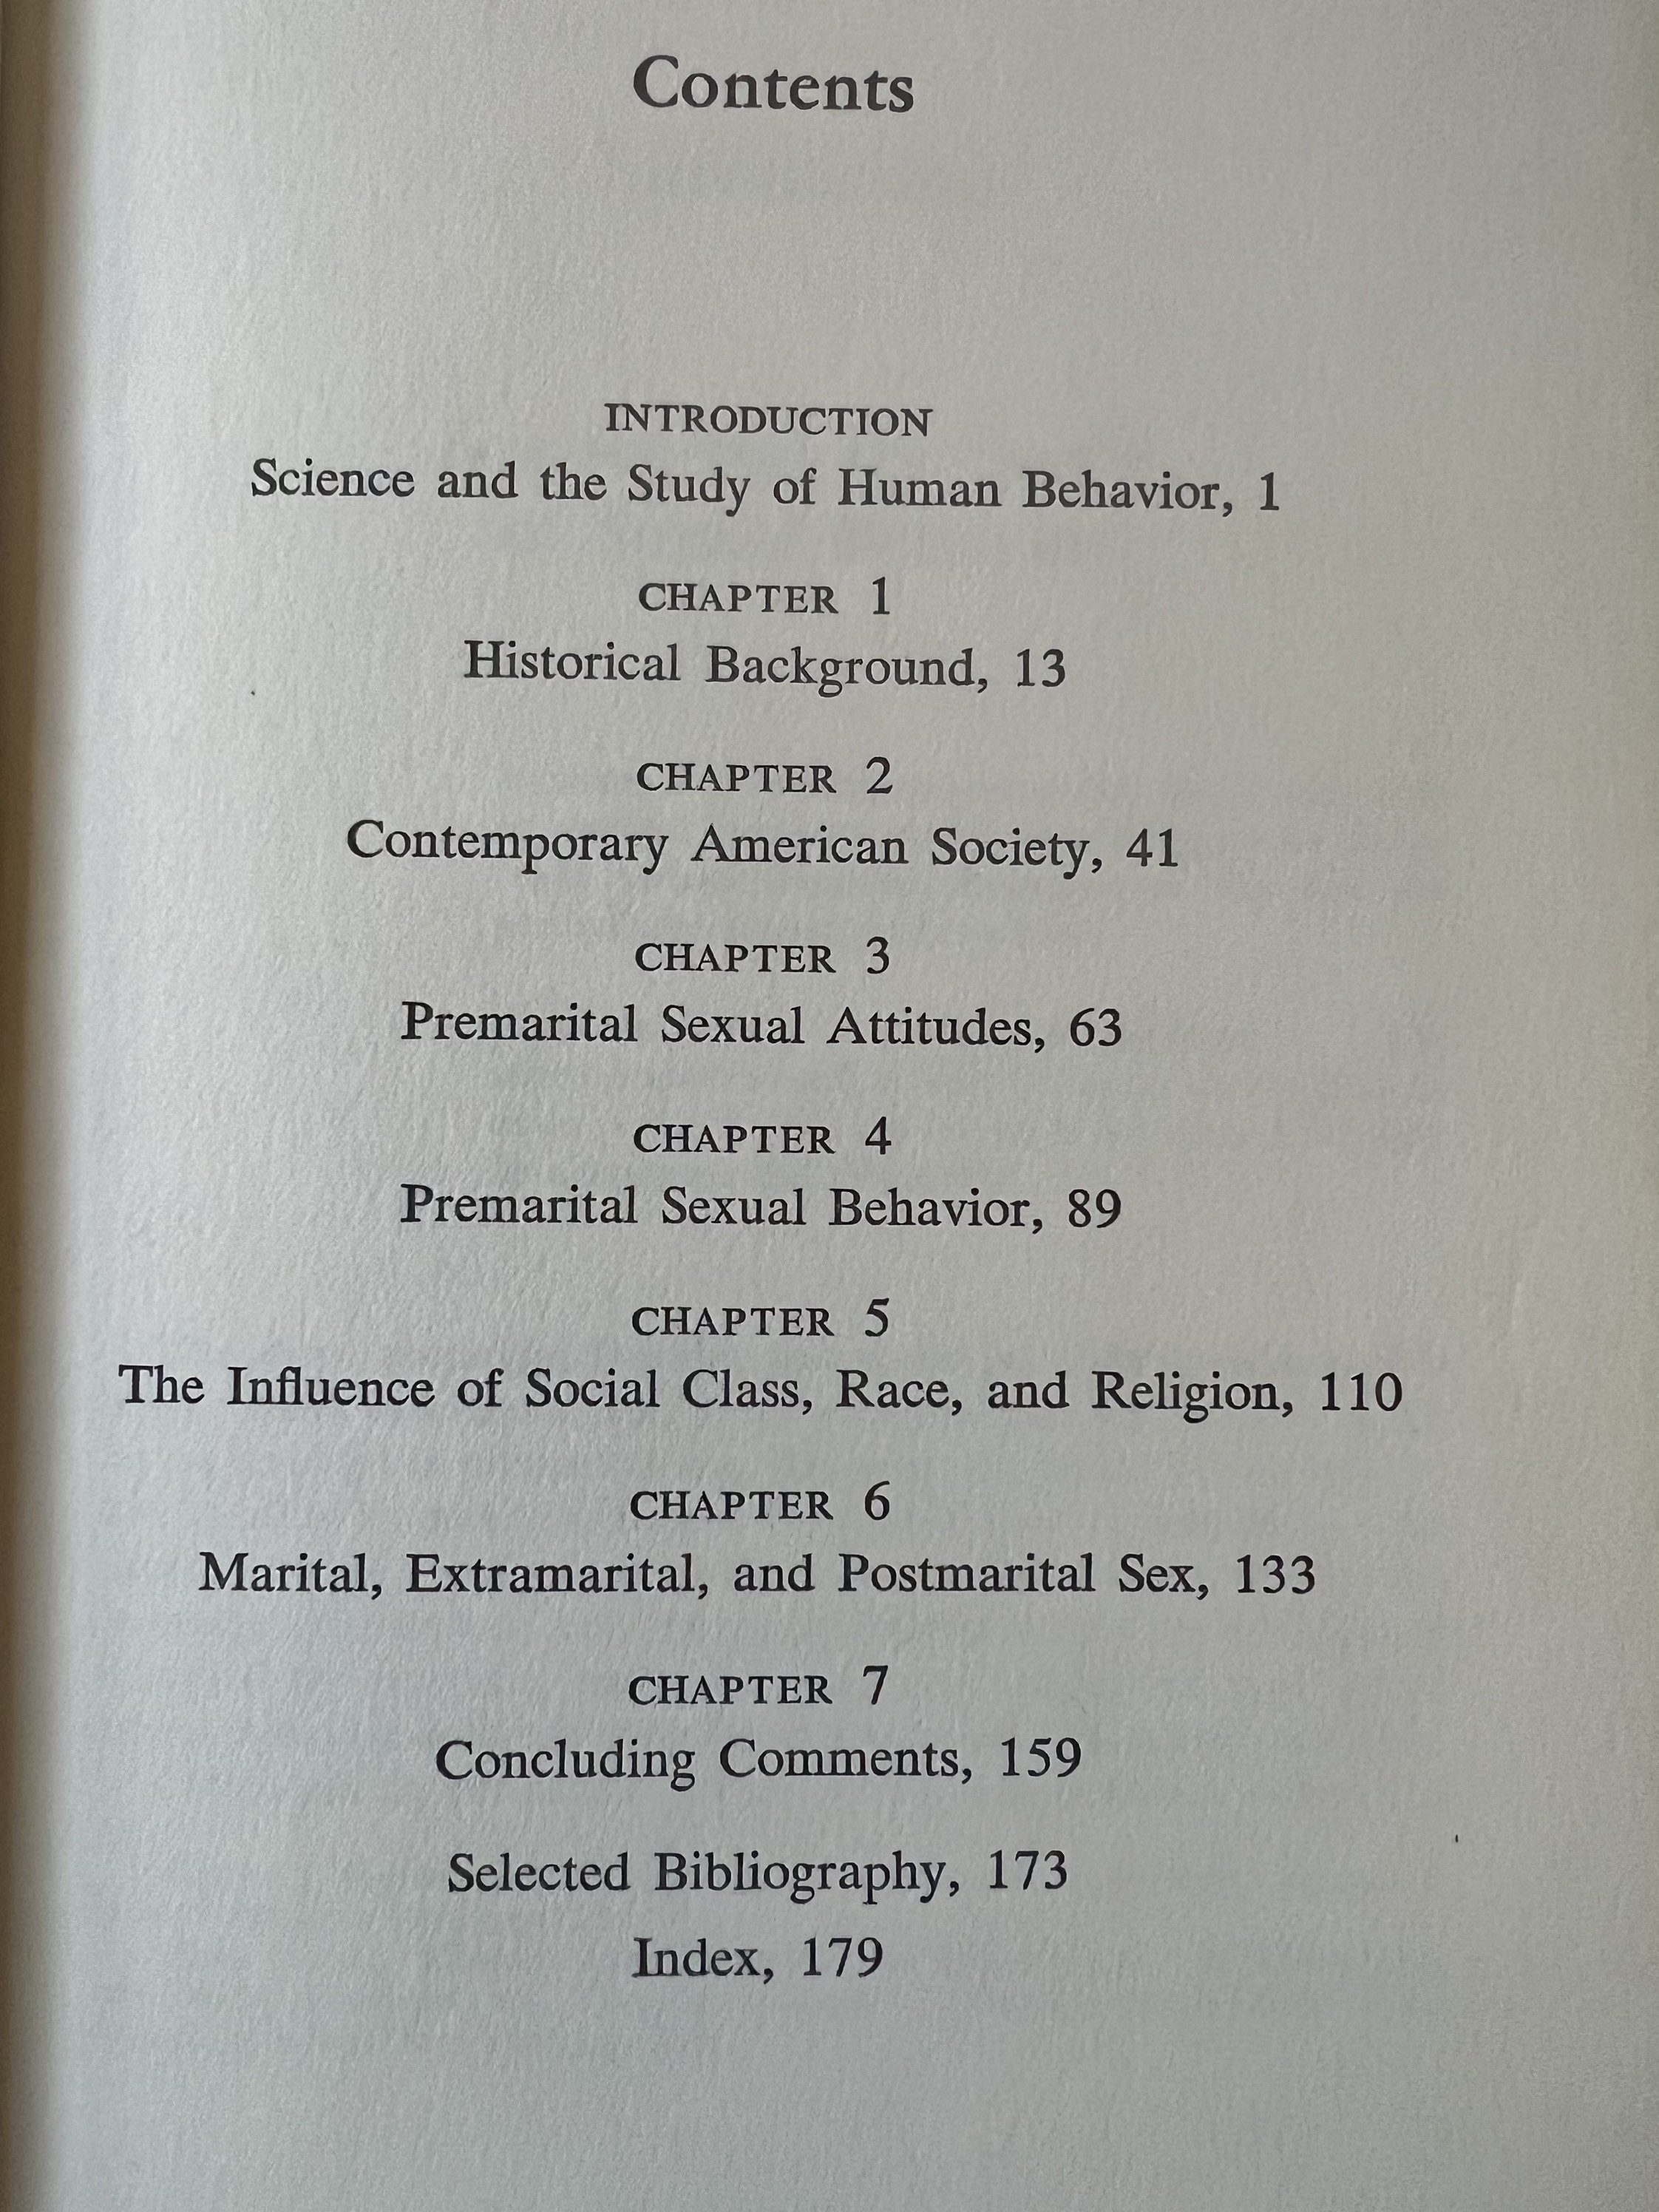 Contents
INTRODUCTION
Science and the Study of Human Behavior, 1
CHAPTER 1
Historical Background, 13
CHAPTER 2
Contemporary American Society, 41
CHAPTER 3
Premarital Sexual Attitudes, 63
CHAPTER 4
Premarital Sexual Behavior, 89
CHAPTER 5
The Influence of Social Class, Race, and Religion, 110
CHAPTER 6
Marital, Extramarital, and Postmarital Sex, 133
CHAPTER 7
Concluding Comments, 159
Selected Bibliography, 173
Index, 179